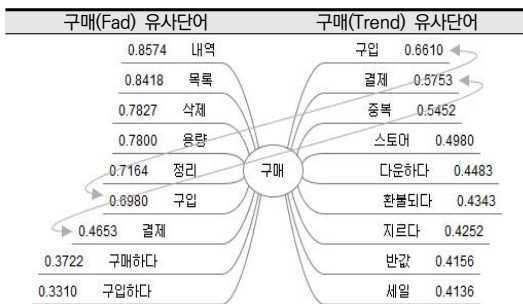 구매(Fad) 유사단어 구매(Trend) 유사단어
0.8574 내역 구입 0.6610
0.8418 목록 결제 0.5753
0.7827 삭제 중복 0.5452
0.7800 용량 스토어 0.4980
0.7164 정리 구매 다운하다 0.4483
0.6980 구입 환불되다 0.4343
0.4653 결제 지르다 0.4252
0.3722 구매하다 반값 0.4156
0.3310 구입하다 세일 0.4136